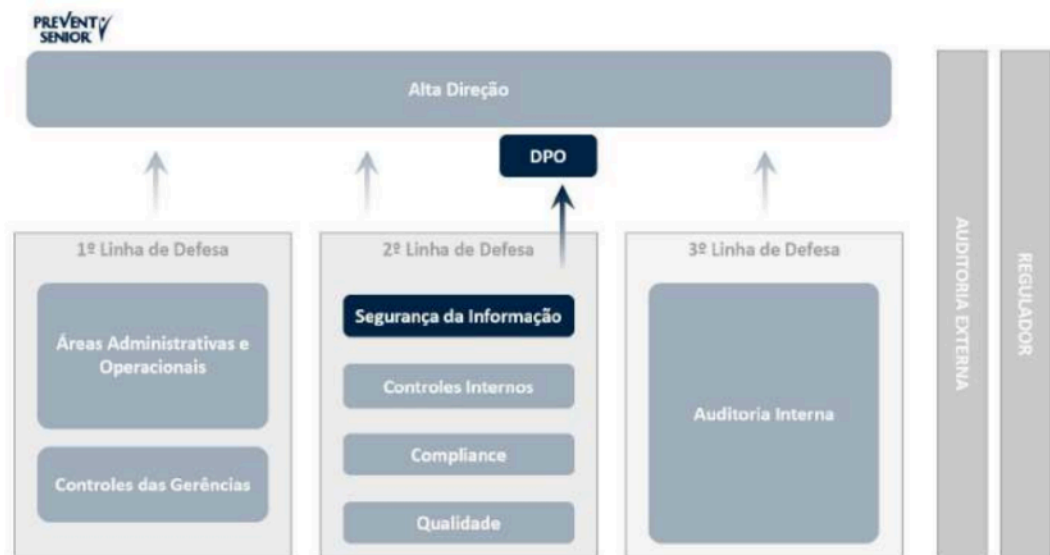 PREVENT
SENIOR
Alta Direção
DPO
1º Linha de Defesa
Áreas Administrativas e
Operacionais
Controles das Gerências
2º Linha de Defesa
Segurança da Informação
Controles Internos
Compliance
Qualidade
3º Linha de Defesa
Auditoria Interna
AUDITORIA EXTERNA
REGULADOR